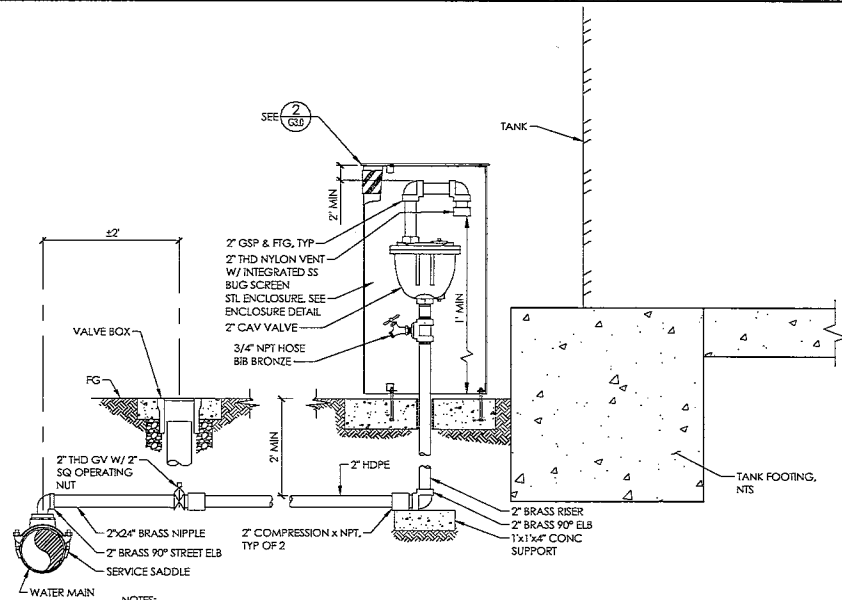 SEE 2
G3.0
TANK
2" MIN
±2'
2" GSP & FTG, TYP
2" THD NYLON VENT
W/ INTEGRATED SS
BUG SCREEN
STL ENCLOSURE. SEE
ENCLOSURE DETAIL
2" CAV VALVE
1' MIN
3/4" NPT HOSE
BIB BRONZE
VALVE BOX
FG
2' MIN
2" THD GV W/ 2"
SQ OPERATING
NUT
2" HDPE
TANK FOOTING,
NTS
2" BRASS RISER
2" BRASS 90° ELB
1'x1'x4" CONC
SUPPORT
2" COMPRESSION x NPT,
TYP OF 2
2"x24" BRASS NIPPLE
2" BRASS 90° STREET ELB
SERVICE SADDLE
WATER MAIN
NOTES: